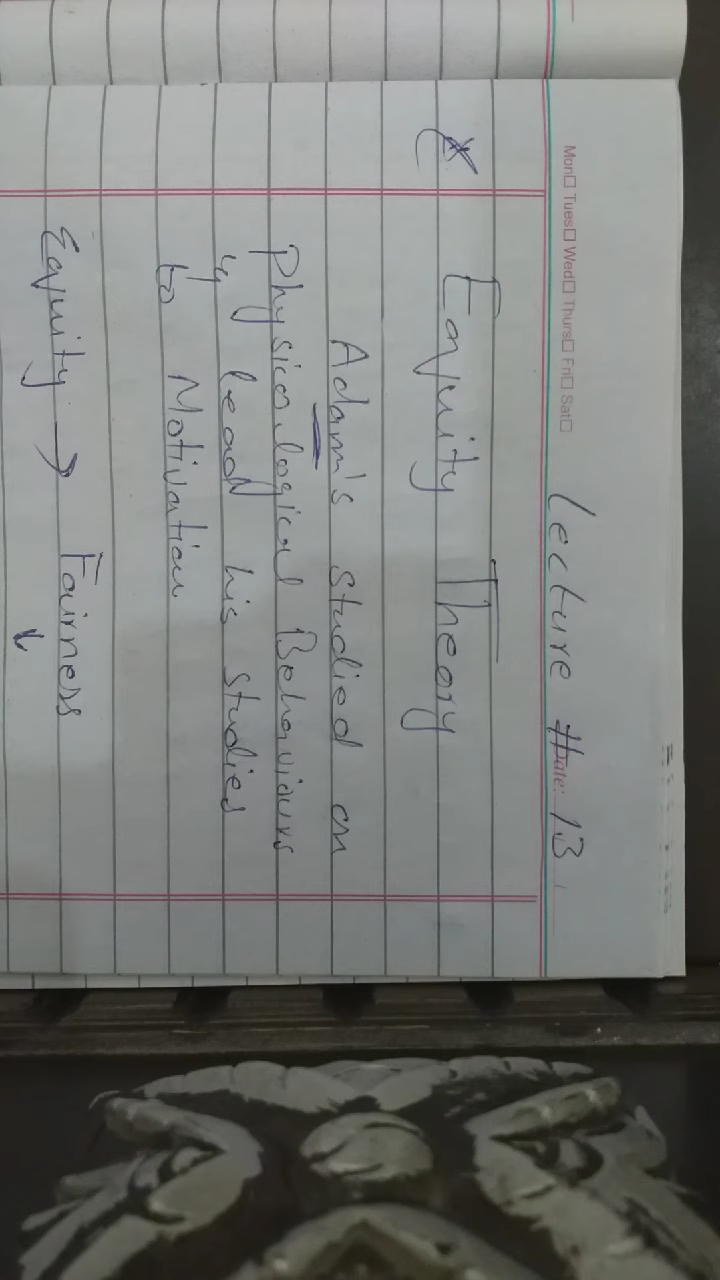 Lecture # 13
Mon Tues Wed Thurs Fri Sat Date:
Equity Theory
Adam's studied on
Physicological Behaviours
& lead his studies
to Motivation
Equity → Fairness
↓